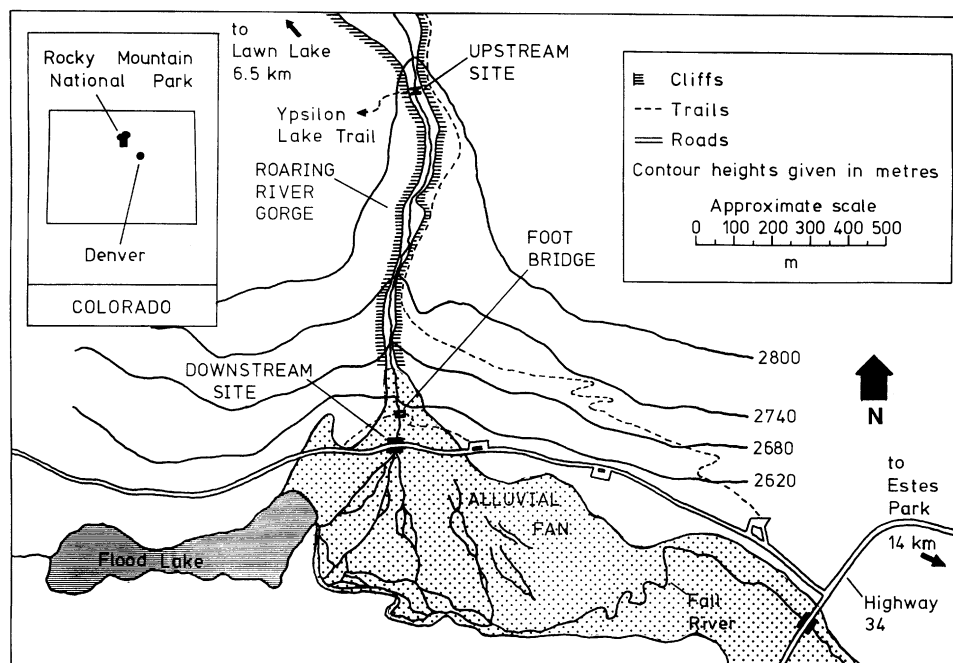 Rocky Mountain
National Park
Denver
COLORADO
to
Lawn Lake
6.5 km
UPSTREAM
SITE
Ypsilon
Lake Trail
ROARING
RIVER
GORGE
FOOT
BRIDGE
DOWNSTREAM
SITE
Cliffs
Trails
Roads
Contour heights given in metres
Approximate scale
0 100 200 300 400 500
m
2800
2740
2680
2620
N
to
Estes
Park
14 km
ALLUVIAL
FAN
Flood Lake
Fall
River
Highway
34